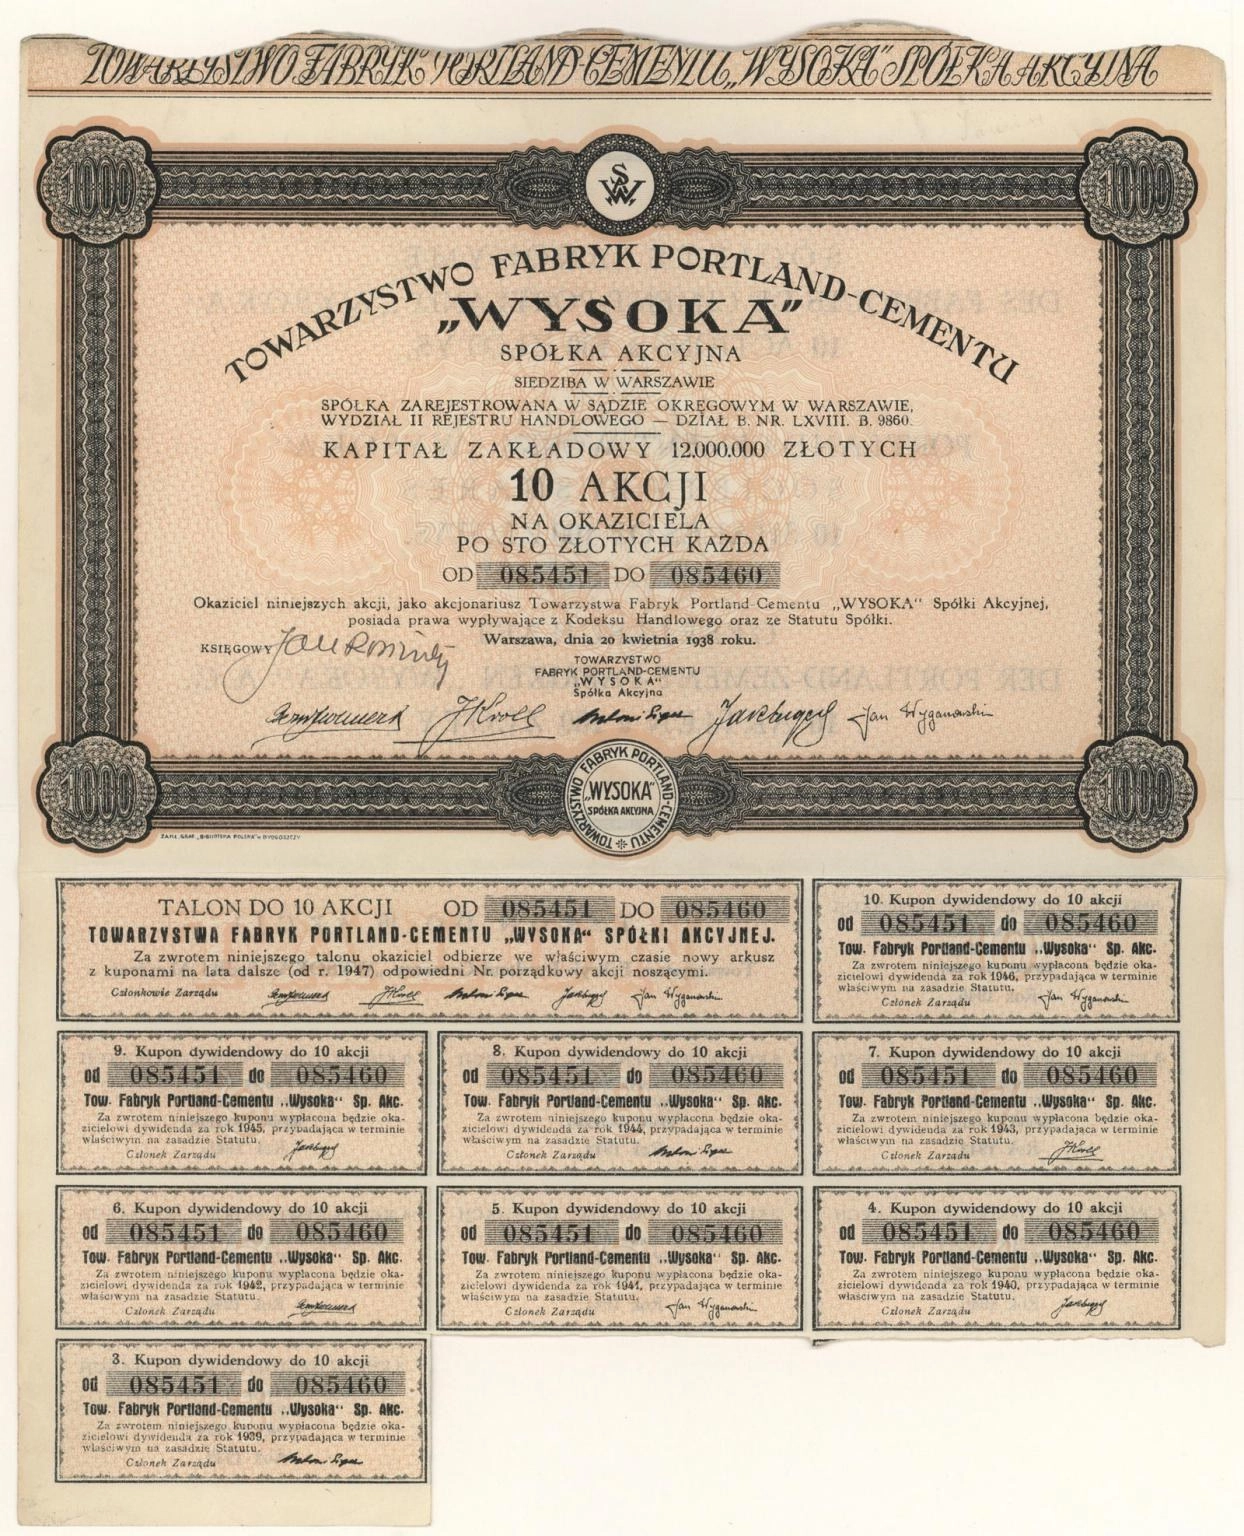 TOWARZYSTWO FABRYK PORTLAND-CEMENTU „WYSOKA" SPÓŁKA AKCYJNA
1000
SW
1000
TOWARZYSTWO FABRYK PORTLAND-CEMENTU
„WYSOKA"
SPÓŁKA AKCYJNA
SIEDZIBA W WARSZAWIE
SPÓŁKA ZAREJESTROWANA W SĄDZIE OKRĘGOWYM W WARSZAWIE,
WYDZIAŁ II REJESTRU HANDLOWEGO — DZIAŁ B. NR. LXVIII. B. 9860.
KAPITAŁ ZAKŁADOWY 12.000.000 ZŁOTYCH
10 AKCJI
NA OKAZICIELA
PO STO ZŁOTYCH KAŻDA
OD 085451 DO 085460
Okaziciel niniejszych akcji, jako akcjonariusz Towarzystwa Fabryk Portland-Cementu „WYSOKA" Spółki Akcyjnej,
posiada prawa wypływające z Kodeksu Handlowego oraz ze Statutu Spółki.
Warszawa, dnia 20 kwietnia 1938 roku.
KSIĘGOWY
TOWARZYSTWO
FABRYK PORTLAND-CEMENTU
„WYSOKA"
Spółka Akcyjna
JKroll Jan Wyganowski
1000
TOWARZYSTWO FABRYK PORTLAND-CEMENTU
„WYSOKA"
SPÓŁKA AKCYJNA
1000
ZAKŁ. GRAF. „BIBLIOTEKA POLSKA" W BYDGOSZCZY
TALON DO 10 AKCJI OD 085451 DO 085460
TOWARZYSTWA FABRYK PORTLAND-CEMENTU „WYSOKA" SPÓŁKI AKCYJNEJ.
Za zwrotem niniejszego talonu okaziciel odbierze we właściwym czasie nowy arkusz
z kuponami na lata dalsze (od r. 1947) odpowiedni Nr. porządkowy akcji noszącymi.
Członkowie Zarządu JKroll Jan Wyganowski
10. Kupon dywidendowy do 10 akcji
od 085451 do 085460
Tow. Fabryk Portland-Cementu „Wysoka" Sp. Akc.
Za zwrotem niniejszego kuponu wypłacona będzie oka-
zicielowi dywidenda za rok 1946, przypadająca w terminie
właściwym na zasadzie Statutu.
Członek Zarządu Jan Wyganowski
9. Kupon dywidendowy do 10 akcji
od 085451 do 085460
Tow. Fabryk Portland-Cementu „Wysoka" Sp. Akc.
Za zwrotem niniejszego kuponu wypłacona będzie oka-
zicielowi dywidenda za rok 1945, przypadająca w terminie
właściwym na zasadzie Statutu.
Członek Zarządu
8. Kupon dywidendowy do 10 akcji
od 085451 do 085460
Tow. Fabryk Portland-Cementu „Wysoka" Sp. Akc.
Za zwrotem niniejszego kuponu wypłacona będzie oka-
zicielowi dywidenda za rok 1944, przypadająca w terminie
właściwym na zasadzie Statutu.
Członek Zarządu
7. Kupon dywidendowy do 10 akcji
od 085451 do 085460
Tow. Fabryk Portland-Cementu „Wysoka" Sp. Akc.
Za zwrotem niniejszego kuponu wypłacona będzie oka-
zicielowi dywidenda za rok 1943, przypadająca w terminie
właściwym na zasadzie Statutu.
Członek Zarządu JKroll
6. Kupon dywidendowy do 10 akcji
od 085451 do 085460
Tow. Fabryk Portland-Cementu „Wysoka" Sp. Akc.
Za zwrotem niniejszego kuponu wypłacona będzie oka-
zicielowi dywidenda za rok 1942, przypadająca w terminie
właściwym na zasadzie Statutu.
Członek Zarządu
5. Kupon dywidendowy do 10 akcji
od 085451 do 085460
Tow. Fabryk Portland-Cementu „Wysoka" Sp. Akc.
Za zwrotem niniejszego kuponu wypłacona będzie oka-
zicielowi dywidenda za rok 1941, przypadająca w terminie
właściwym na zasadzie Statutu.
Członek Zarządu Jan Wyganowski
4. Kupon dywidendowy do 10 akcji
od 085451 do 085460
Tow. Fabryk Portland-Cementu „Wysoka" Sp. Akc.
Za zwrotem niniejszego kuponu wypłacona będzie oka-
zicielowi dywidenda za rok 1940, przypadająca w terminie
właściwym na zasadzie Statutu.
Członek Zarządu
3. Kupon dywidendowy do 10 akcji
od 085451 do 085460
Tow. Fabryk Portland-Cementu „Wysoka" Sp. Akc.
Za zwrotem niniejszego kuponu wypłacona będzie oka-
zicielowi dywidenda za rok 1939, przypadająca w terminie
właściwym na zasadzie Statutu.
Członek Zarządu